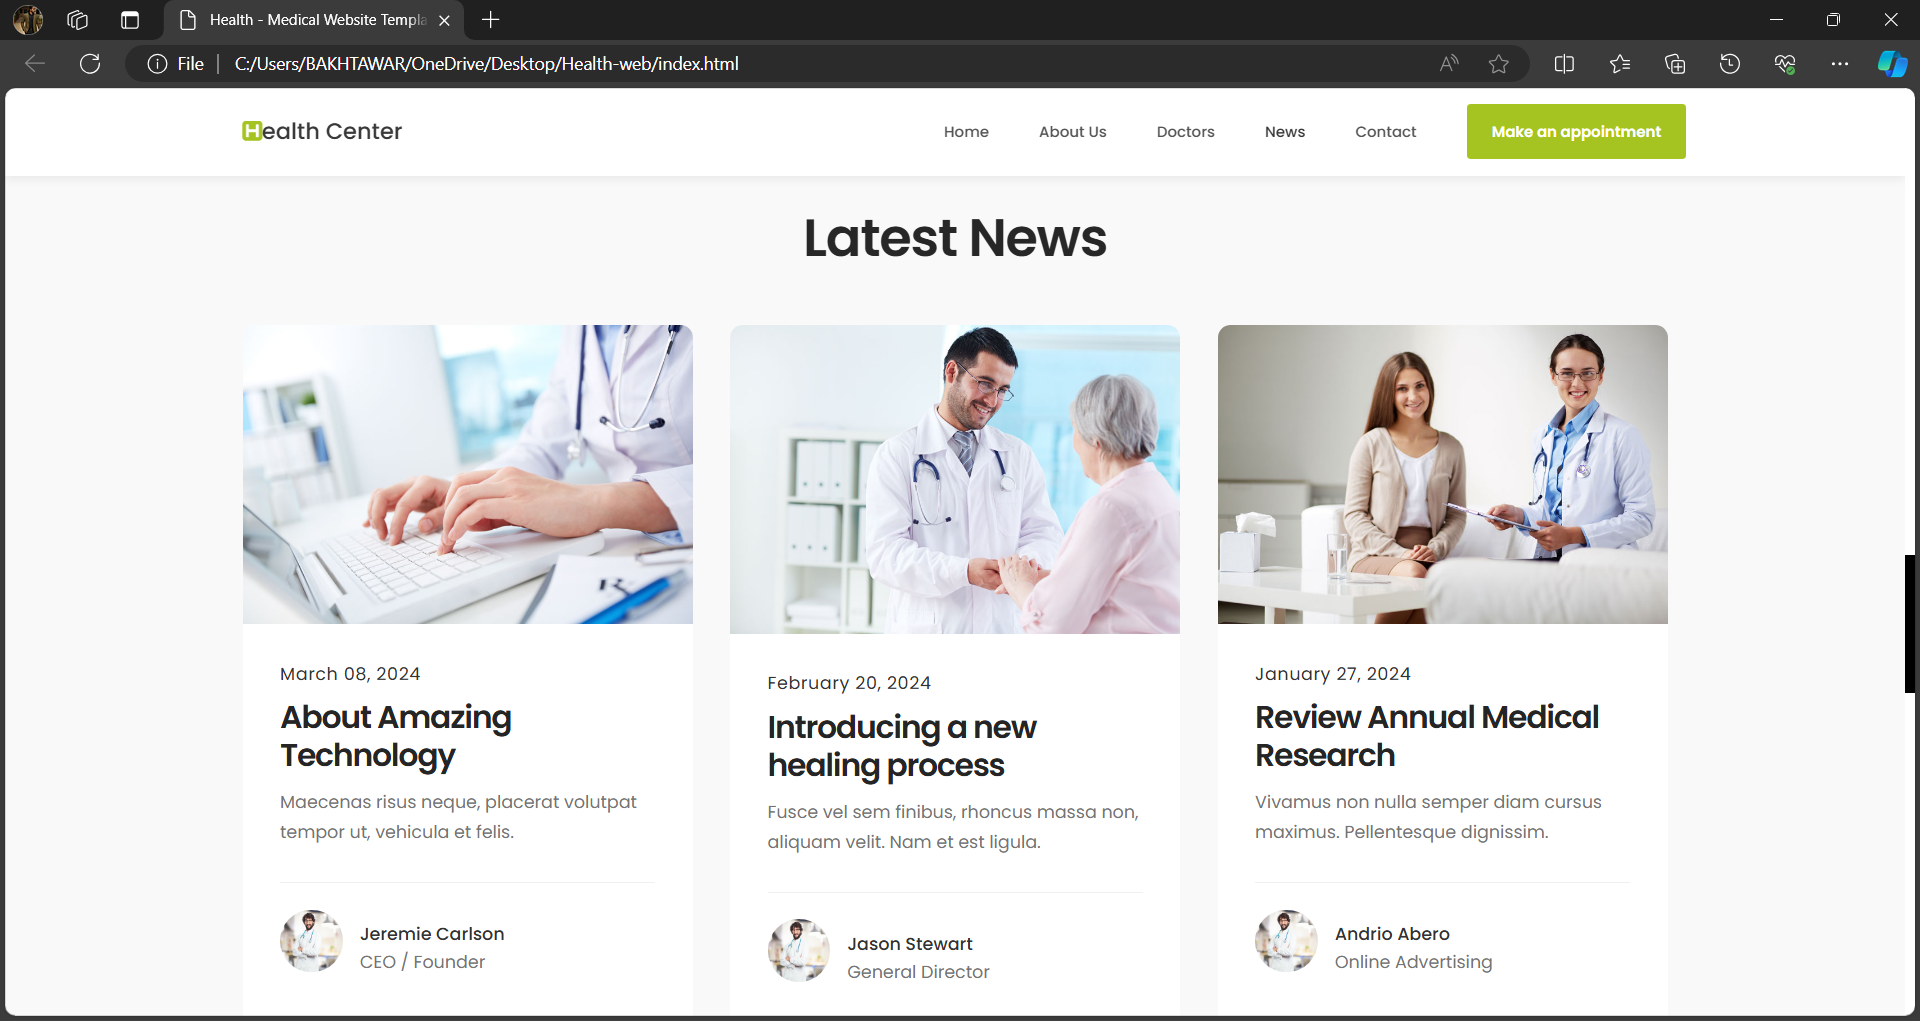 Health - Medical Website Templa
File
C:/Users/BAKHTAWAR/OneDrive/Desktop/Health-web/index.html
Health Center
Home
About Us
Doctors
News
Contact
Make an appointment
Latest News
March 08, 2024
About Amazing
Technology
Maecenas risus neque, placerat volutpat
tempor ut, vehicula et felis.
Jeremie Carlson
CEO / Founder
February 20, 2024
Introducing a new
healing process
Fusce vel sem finibus, rhoncus massa non,
aliquam velit. Nam et est ligula.
Jason Stewart
General Director
January 27, 2024
Review Annual Medical
Research
Vivamus non nulla semper diam cursus
maximus. Pellentesque dignissim.
Andrio Abero
Online Advertising